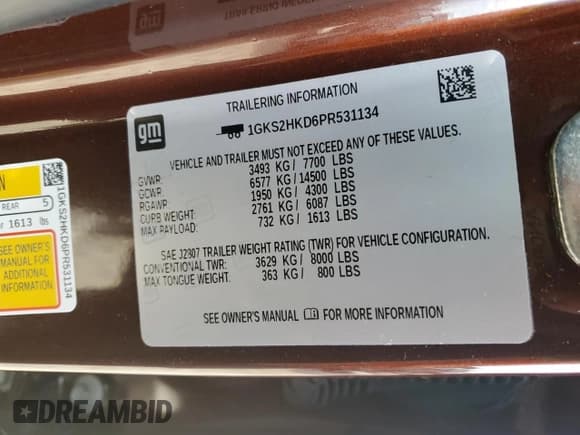 gm
TRAILERING INFORMATION
1GKS2HKD6PR531134
VEHICLE AND TRAILER MUST NOT EXCEED ANY OF THESE VALUES.
GVWR: 3493 KG/ 7700 LBS
GCWR: 6577 KG/ 14500 LBS
RGAWR: 1950 KG/ 4300 LBS
CURB WEIGHT: 2761 KG/ 6087 LBS
MAX PAYLOAD: 732 KG/ 1613 LBS
SAE J2807 TRAILER WEIGHT RATING (TWR) FOR VEHICLE CONFIGURATION.
CONVENTIONAL TWR: 3629 KG/ 8000 LBS
MAX TONGUE WEIGHT: 363 KG/ 800 LBS
SEE OWNER'S MANUAL FOR MORE INFORMATION
N
REAR 5
1613 lbs
SEE OWNER'S
MANUAL FOR
ADDITIONAL
INFORMATION
1GKS2HKD6PR531134
DREAMBID